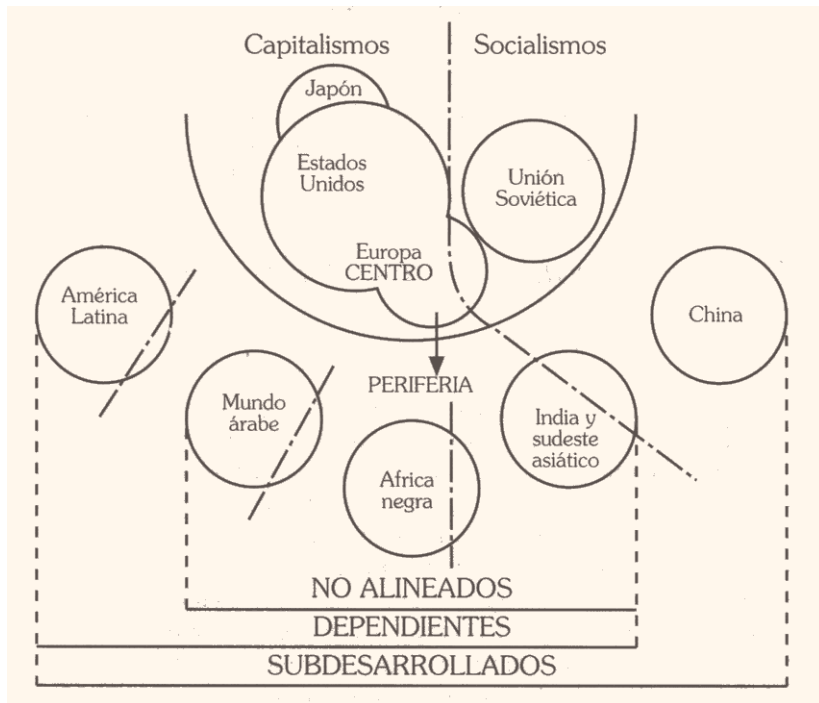 Capitalismos
Socialismos
Japón
Estados
Unidos
Unión
Soviética
Europa
CENTRO
América
Latina
China
PERIFERIA
Mundo
árabe
India y
sudeste
asiático
Africa
negra
NO ALINEADOS
DEPENDIENTES
SUBDESARROLLADOS